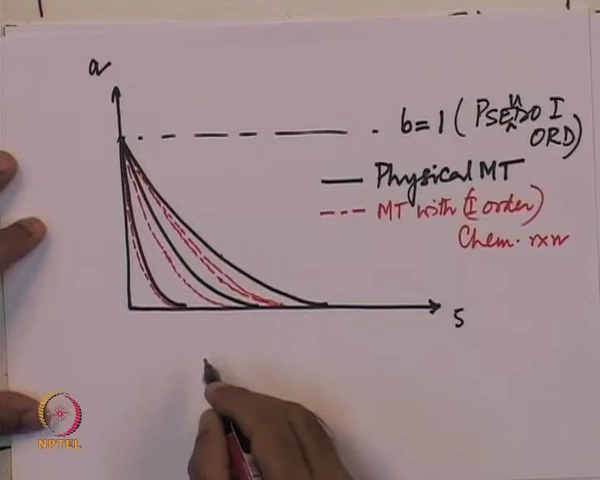 a
b=1 (PSEUDO I
ORD)
Physical MT
MT with (I order)
Chem. rxn
S
NPTEL